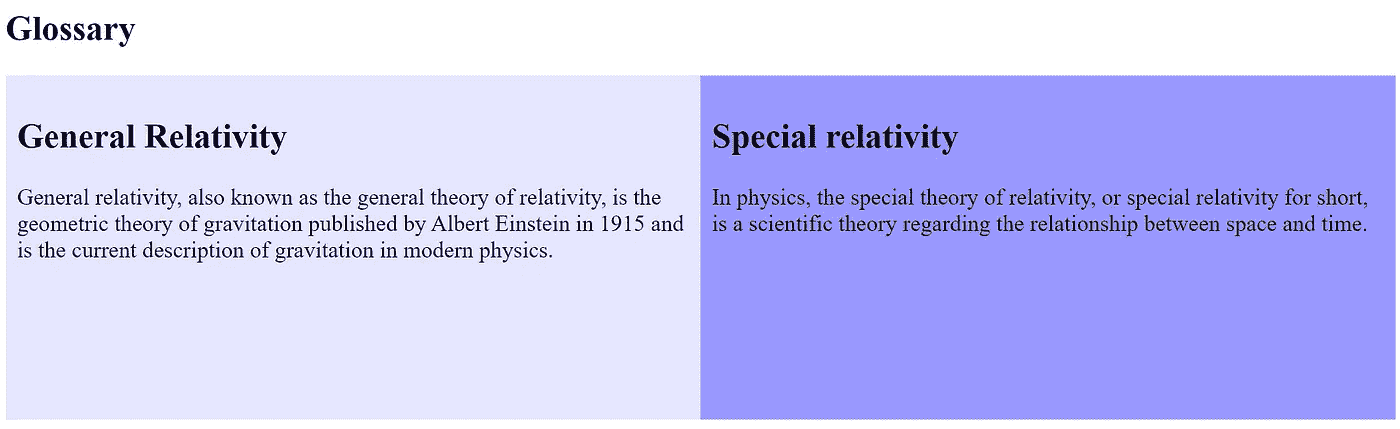 Glossary
General Relativity
General relativity, also known as the general theory of relativity, is the
geometric theory of gravitation published by Albert Einstein in 1915 and
is the current description of gravitation in modern physics.
Special relativity
In physics, the special theory of relativity, or special relativity for short,
is a scientific theory regarding the relationship between space and time.